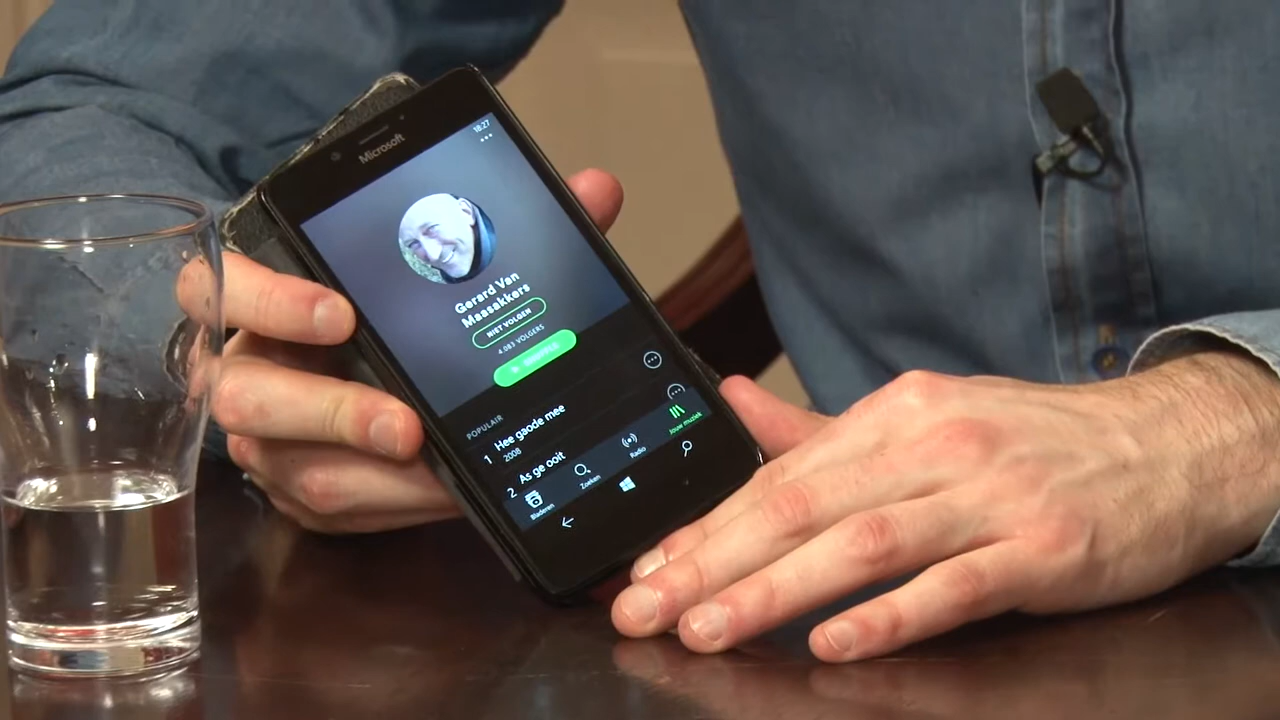 Microsoft
18:27
Gerard Van
Maasakkers
NIET VOLGEN
4.083 VOLGERS
SHUFFLE
POPULAIR
1 Hee gaode mee
2008
2 As ge ooit
Bladeren
Zoeken
Radio
Jouw muziek